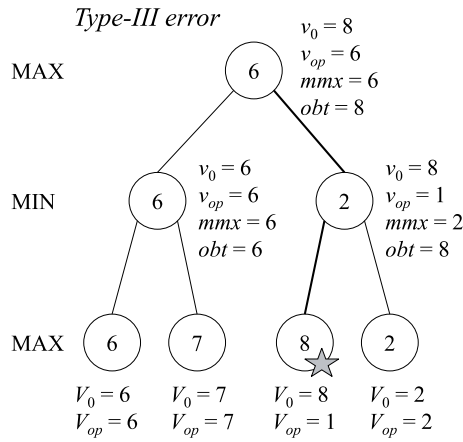 Type-III error
MAX
6
v₀ = 8
vₒₚ = 6
mmx = 6
obt = 8
MIN
6
v₀ = 6
vₒₚ = 6
mmx = 6
obt = 6
2
v₀ = 8
vₒₚ = 1
mmx = 2
obt = 8
MAX
6
7
8
2
V₀ = 6
Vₒₚ = 6
V₀ = 7
Vₒₚ = 7
V₀ = 8
Vₒₚ = 1
V₀ = 2
Vₒₚ = 2